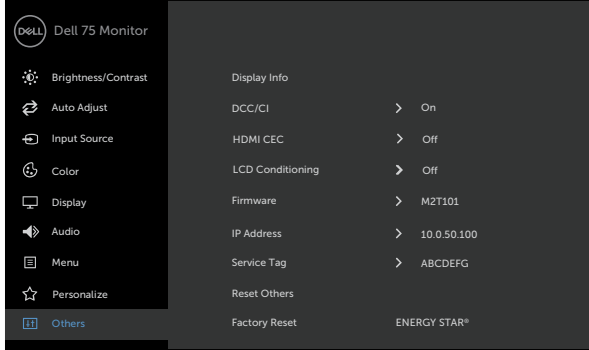 DELL Dell 75 Monitor
Brightness/Contrast
Auto Adjust
Input Source
Color
Display
Audio
Menu
Personalize
Others
Display Info
DCC/CI On
HDMI CEC Off
LCD Conditioning Off
Firmware M2T101
IP Address 10.0.50.100
Service Tag ABCDEFG
Reset Others
Factory Reset ENERGY STAR®